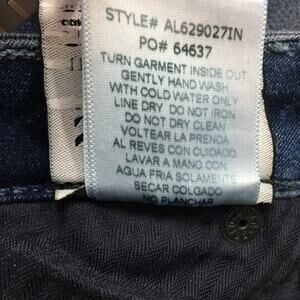 STYLE# AL629027IN
PO# 64637
TURN GARMENT INSIDE OUT
GENTLY HAND WASH
WITH COLD WATER ONLY
LINE DRY DO NOT IRON
DO NOT DRY CLEAN
VOLTEAR LA PRENDA
AL REVES CON CUIDADO
LAVAR A MANO CON
AGUA FRIA SOLAMENTE
SECAR COLGADO
NO PLANCHAR